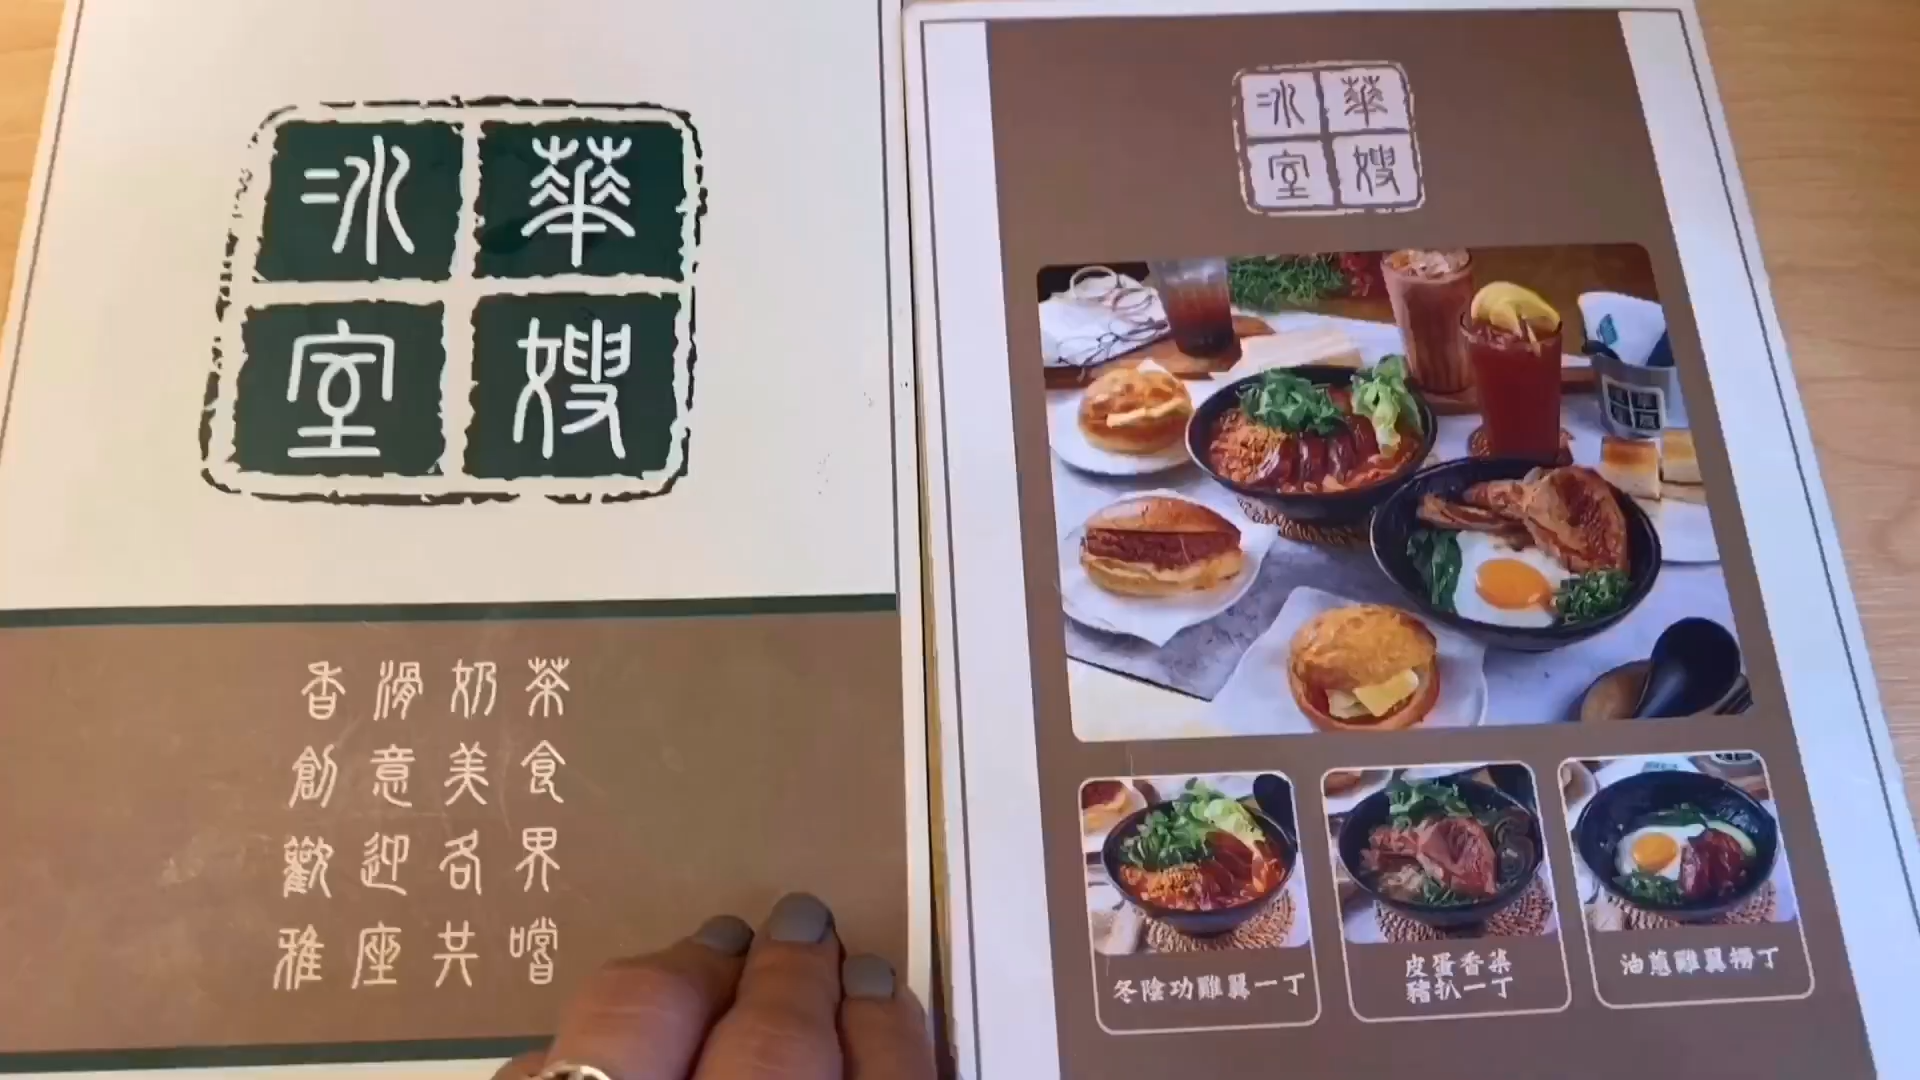 華嫂
冰室
香滑奶茶
創意美食
歡迎各界
雅座共嚐
華嫂
冰室
冬陰功雞翼一丁
皮蛋香菜
豬扒一丁
油蔥雞翼撈丁